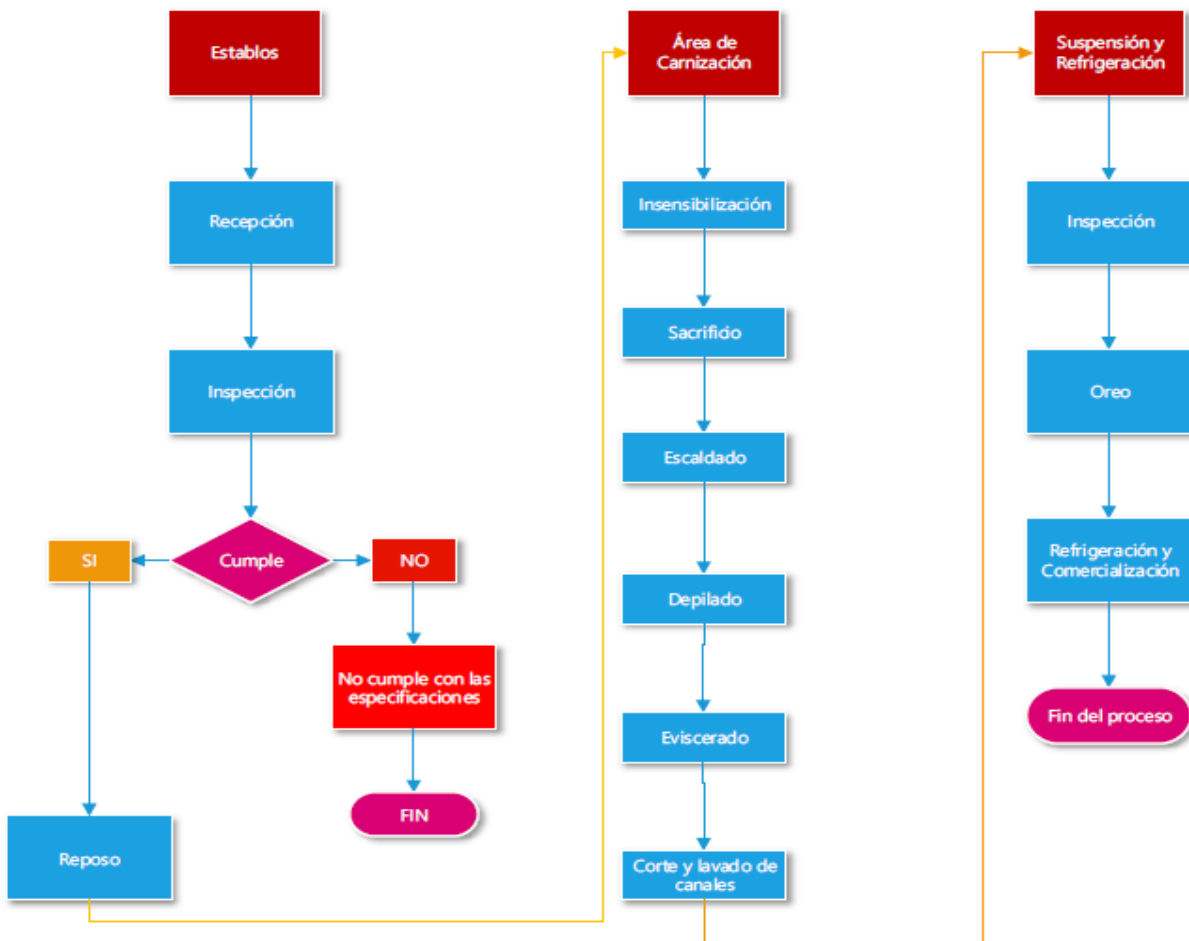 Establos
Recepción
Inspección
Cumple
SI
NO
No cumple con las
especificaciones
FIN
Reposo
Área de
Carnización
Insensibilización
Sacrificio
Escaldado
Depilado
Eviscerado
Corte y lavado de
canales
Suspensión y
Refrigeración
Inspección
Oreo
Refrigeración y
Comercialización
Fin del proceso